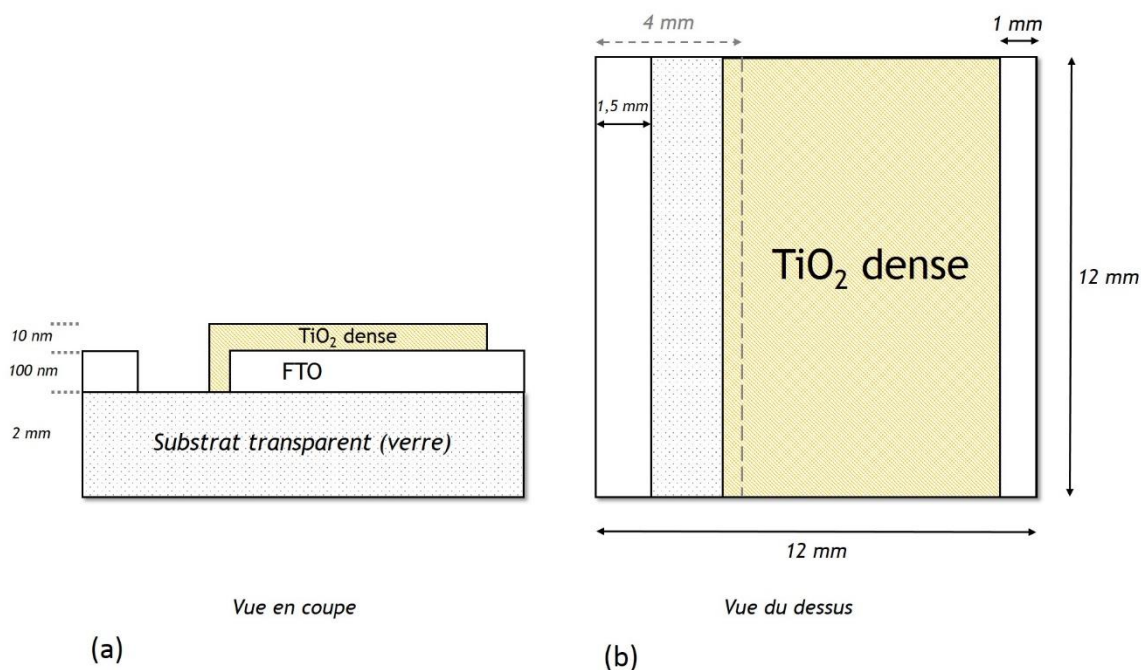 4 mm
1 mm
1,5 mm
TiO₂ dense
12 mm
12 mm
10 nm
TiO₂ dense
100 nm
FTO
2 mm
Substrat transparent (verre)
Vue en coupe
Vue du dessus
(a)
(b)